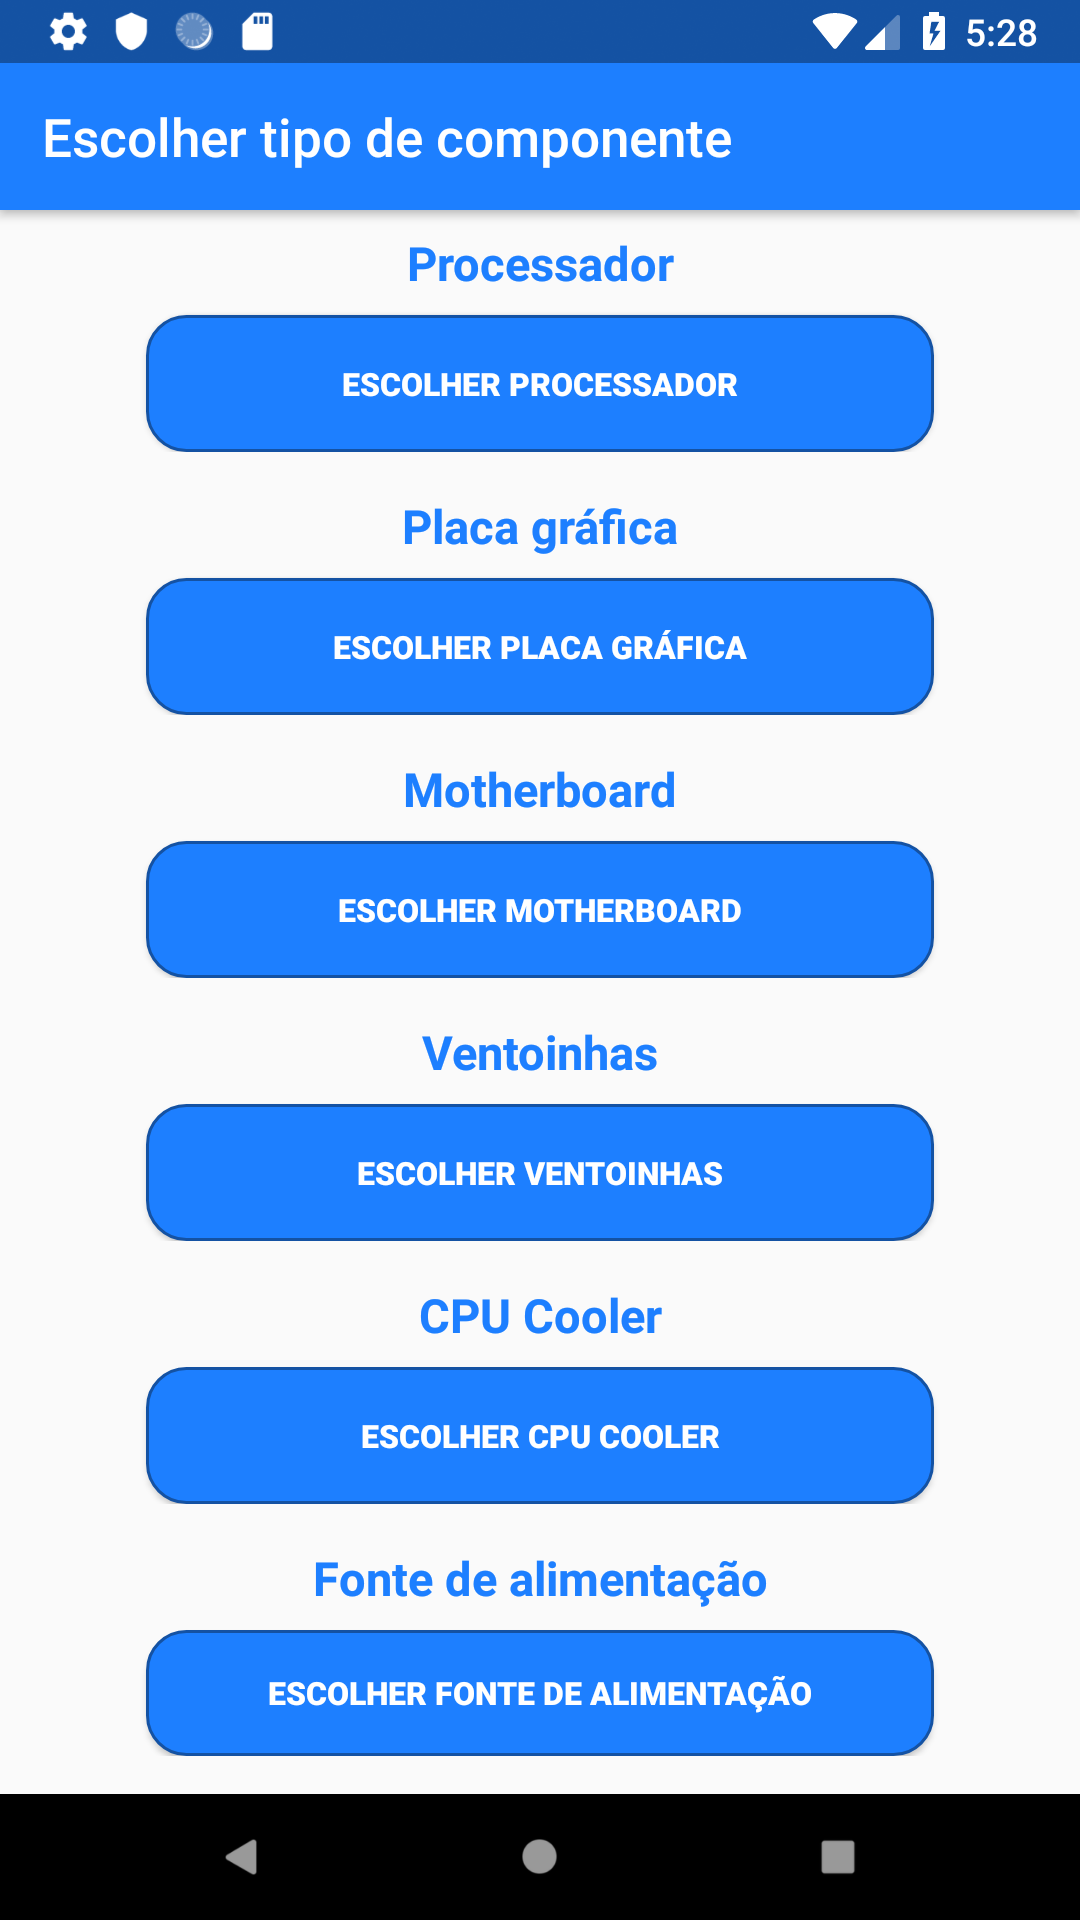 5:28
Escolher tipo de componente
Processador
ESCOLHER PROCESSADOR
Placa gráfica
ESCOLHER PLACA GRÁFICA
Motherboard
ESCOLHER MOTHERBOARD
Ventoinhas
ESCOLHER VENTOINHAS
CPU Cooler
ESCOLHER CPU COOLER
Fonte de alimentação
ESCOLHER FONTE DE ALIMENTAÇÃO